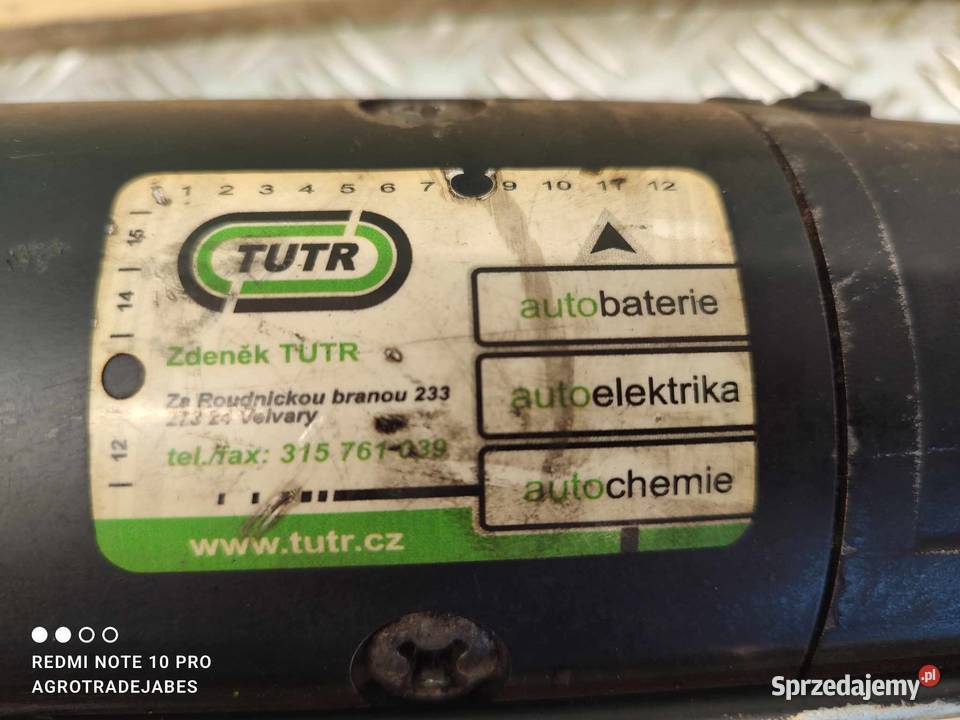 1 2 3 4 5 6 7 9 10 11 12
15
14
12
TUTR
autobaterie
Zdeněk TUTR
autoelektrika
Za Roudnickou branou 233
273 24 Velvary
tel./fax: 315 761 039
autochemie
www.tutr.cz
REDMI NOTE 10 PRO
AGROTRADEJABES
Sprzedajemy.pl